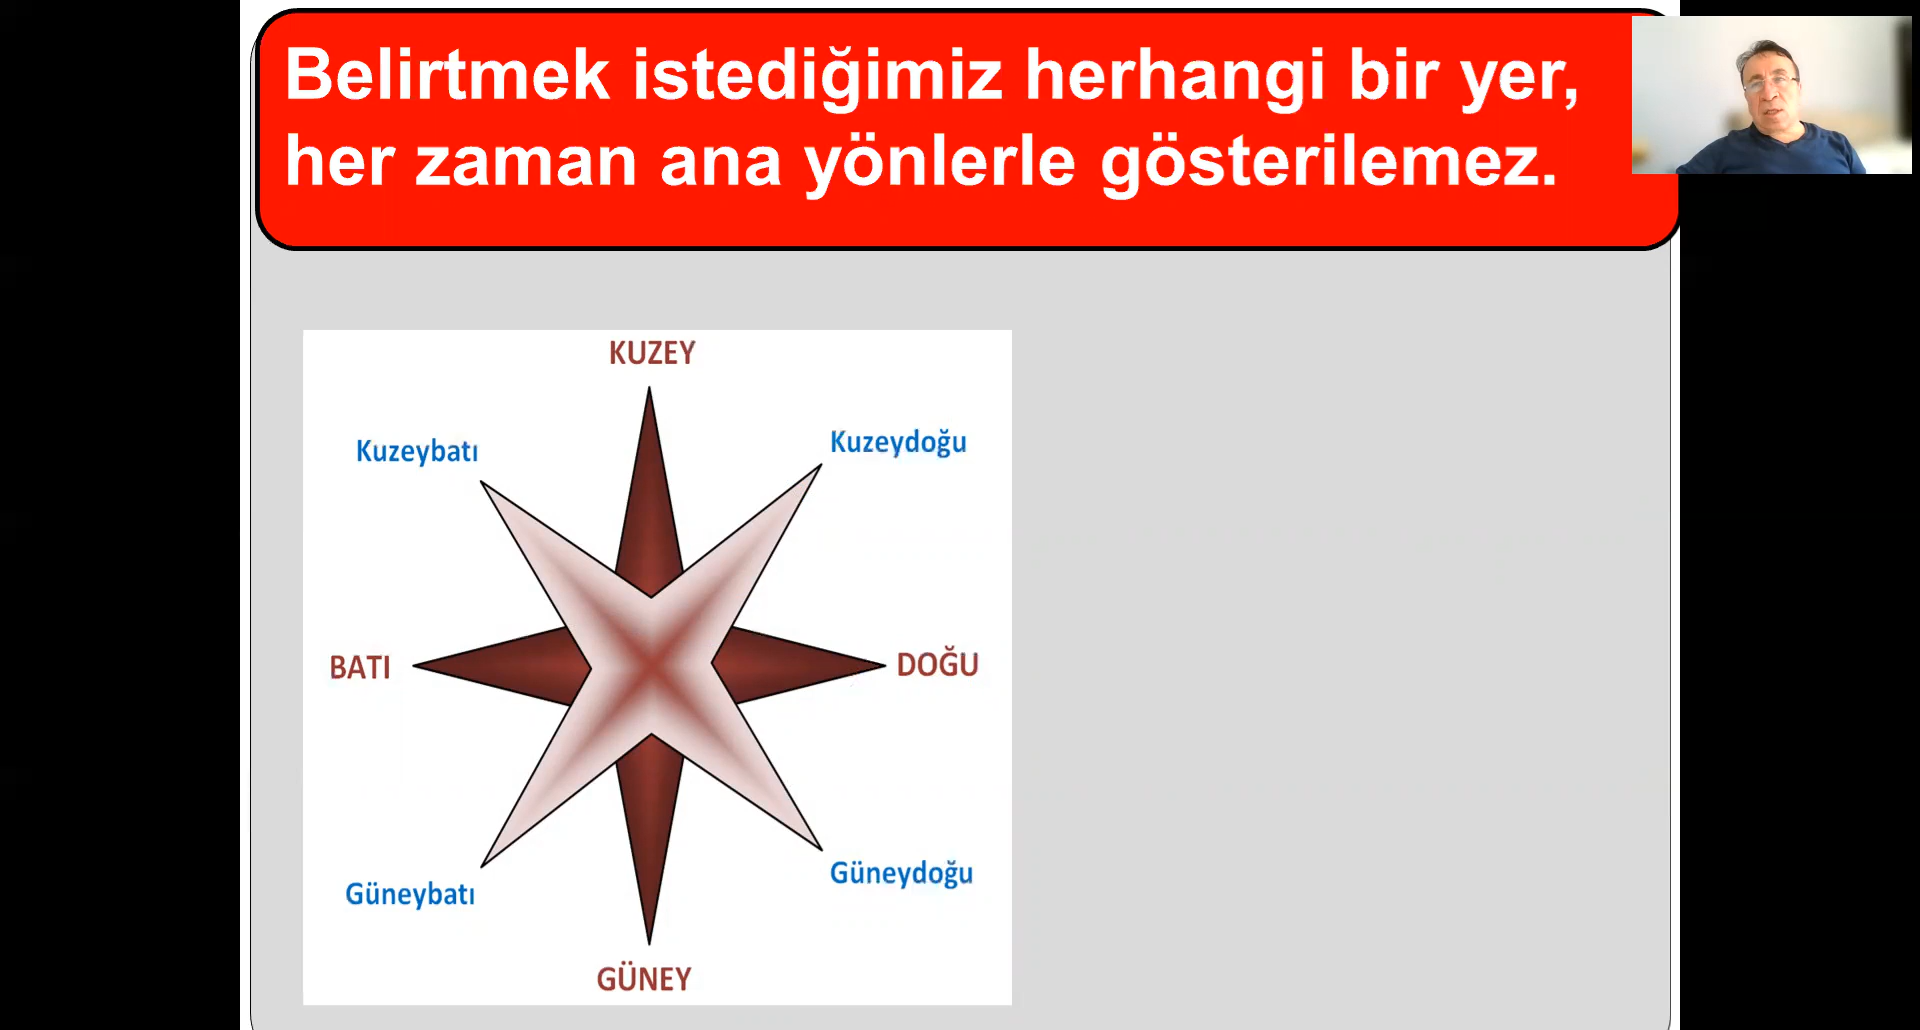 Belirtmek istediğimiz herhangi bir yer,
her zaman ana yönlerle gösterilemez.
KUZEY
Kuzeybatı
Kuzeydoğu
BATI
DOĞU
Güneybatı
Güneydoğu
GÜNEY